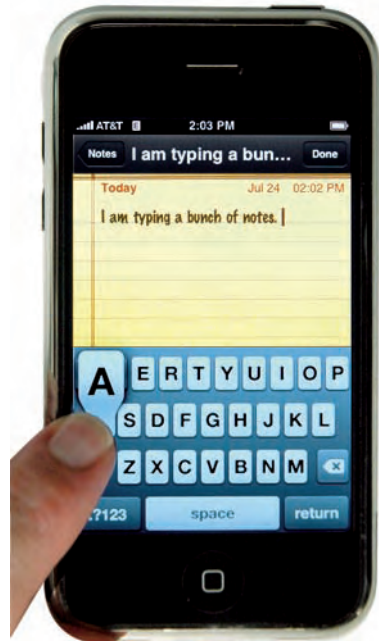 AT&T E 2:03 PM
Notes I am typing a bun... Done
Today Jul 24 02:02 PM
I am typing a bunch of notes.
A E R T Y U I O P
S D F G H J K L
Z X C V B N M
.?123 space return